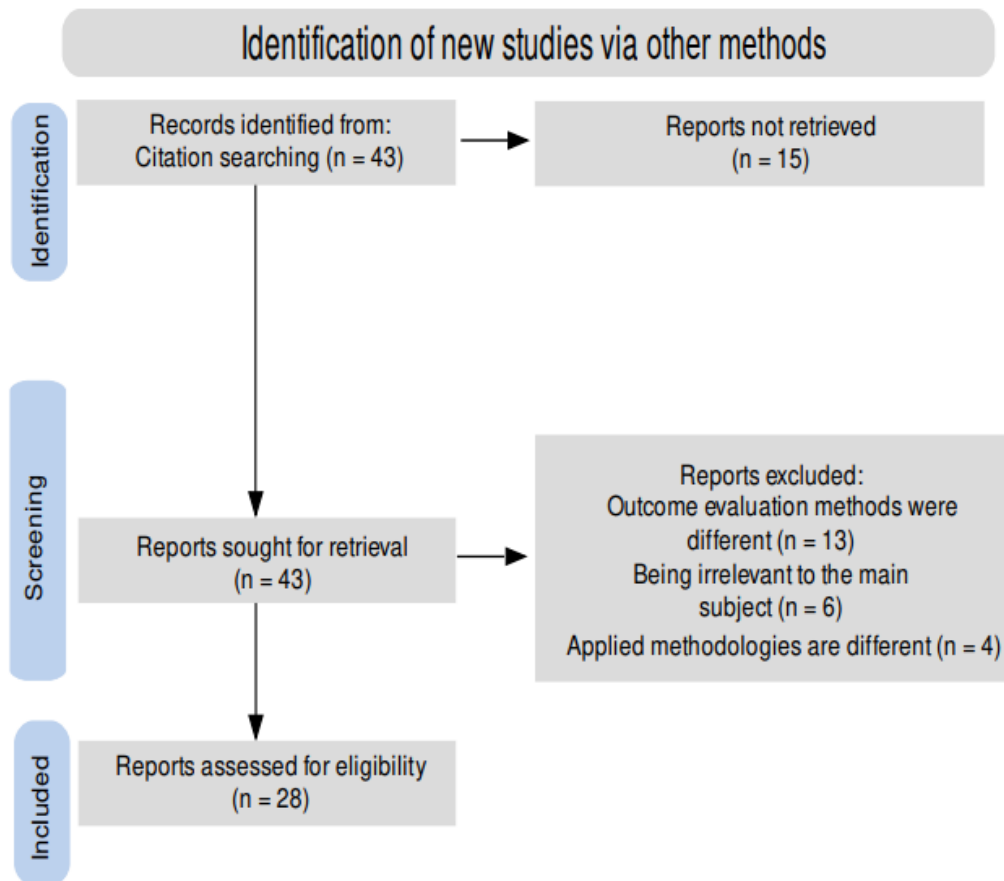 Identification of new studies via other methods
Identification
Records identified from:
Citation searching (n = 43)
Reports not retrieved
(n = 15)
Screening
Reports sought for retrieval
(n = 43)
Reports excluded:
Outcome evaluation methods were
different (n = 13)
Being irrelevant to the main
subject (n = 6)
Applied methodologies are different (n = 4)
Included
Reports assessed for eligibility
(n = 28)